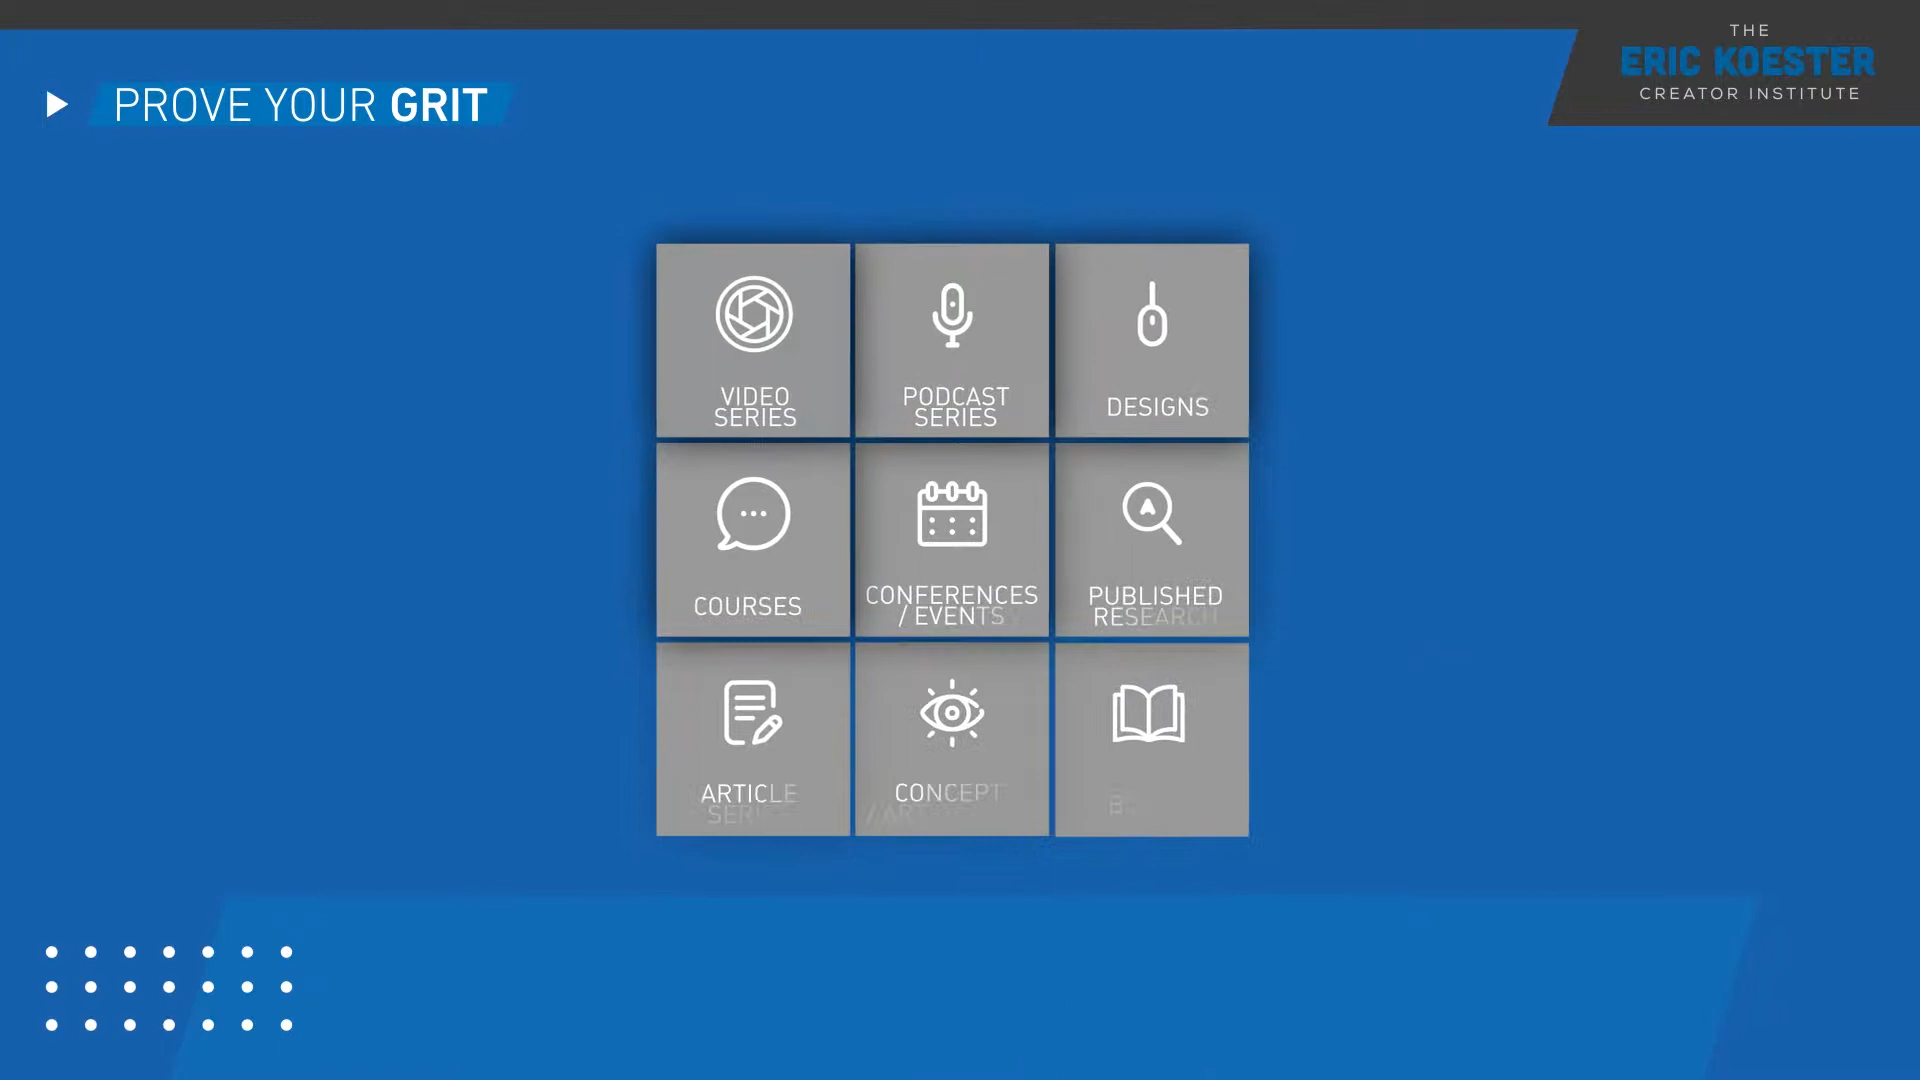 THE
ERIC KOESTER
CREATOR INSTITUTE
PROVE YOUR GRIT
VIDEO
SERIES
PODCAST
SERIES
DESIGNS
COURSES
CONFERENCES
/ EVENTS
PUBLISHED
RESEARCH
ARTICLE
CONCEPT